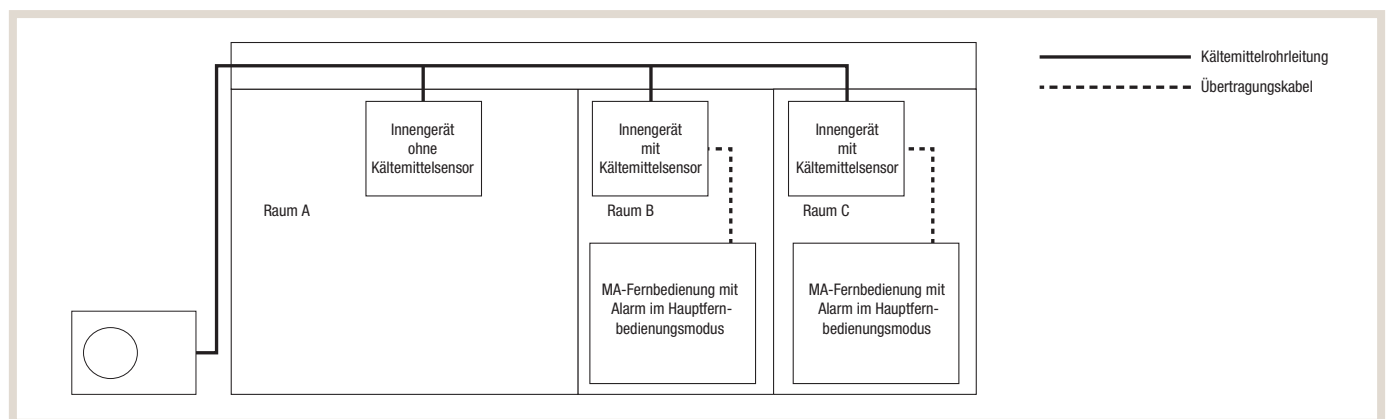 Kältemittelrohrleitung
Übertragungskabel
Innengerät
ohne
Kältemittelsensor
Raum A
Innengerät
mit
Kältemittelsensor
Raum B
MA-Fernbedienung mit
Alarm im Hauptfern-
bedienungsmodus
Innengerät
mit
Kältemittelsensor
Raum C
MA-Fernbedienung mit
Alarm im Hauptfern-
bedienungsmodus